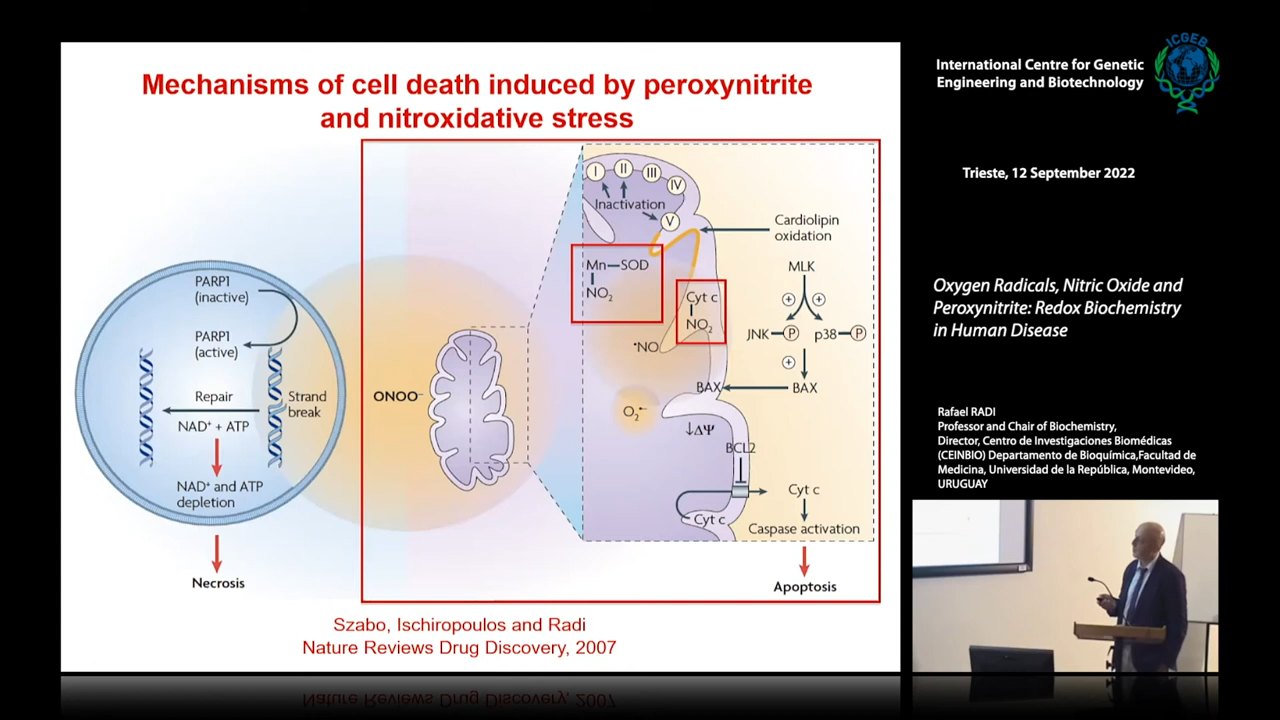 Mechanisms of cell death induced by peroxynitrite
and nitroxidative stress
PARP1
(inactive)
PARP1
(active)
Repair
NAD⁺ + ATP
Strand
break
NAD⁺ and ATP
depletion
Necrosis
ONOO⁻
I
II
III
IV
Inactivation
V
Cardiolipin
oxidation
Mn—SOD
NO₂
Cyt c
NO₂
•NO
O₂•⁻
MLK
+
+
JNK—P
p38—P
+
BAX
BAX
↓ΔΨ
BCL2
Cyt c
Cyt c
Caspase activation
Apoptosis
Szabo, Ischiropoulos and Radi
Nature Reviews Drug Discovery, 2007
Nature Reviews Drug Discovery, 2007
International Centre for Genetic
Engineering and Biotechnology
ICGEB
Trieste, 12 September 2022
Oxygen Radicals, Nitric Oxide and
Peroxynitrite: Redox Biochemistry
in Human Disease
Rafael RADI
Professor and Chair of Biochemistry,
Director, Centro de Investigaciones Biomédicas
(CEINBIO) Departamento de Bioquímica,Facultad de
Medicina, Universidad de la República, Montevideo,
URUGUAY